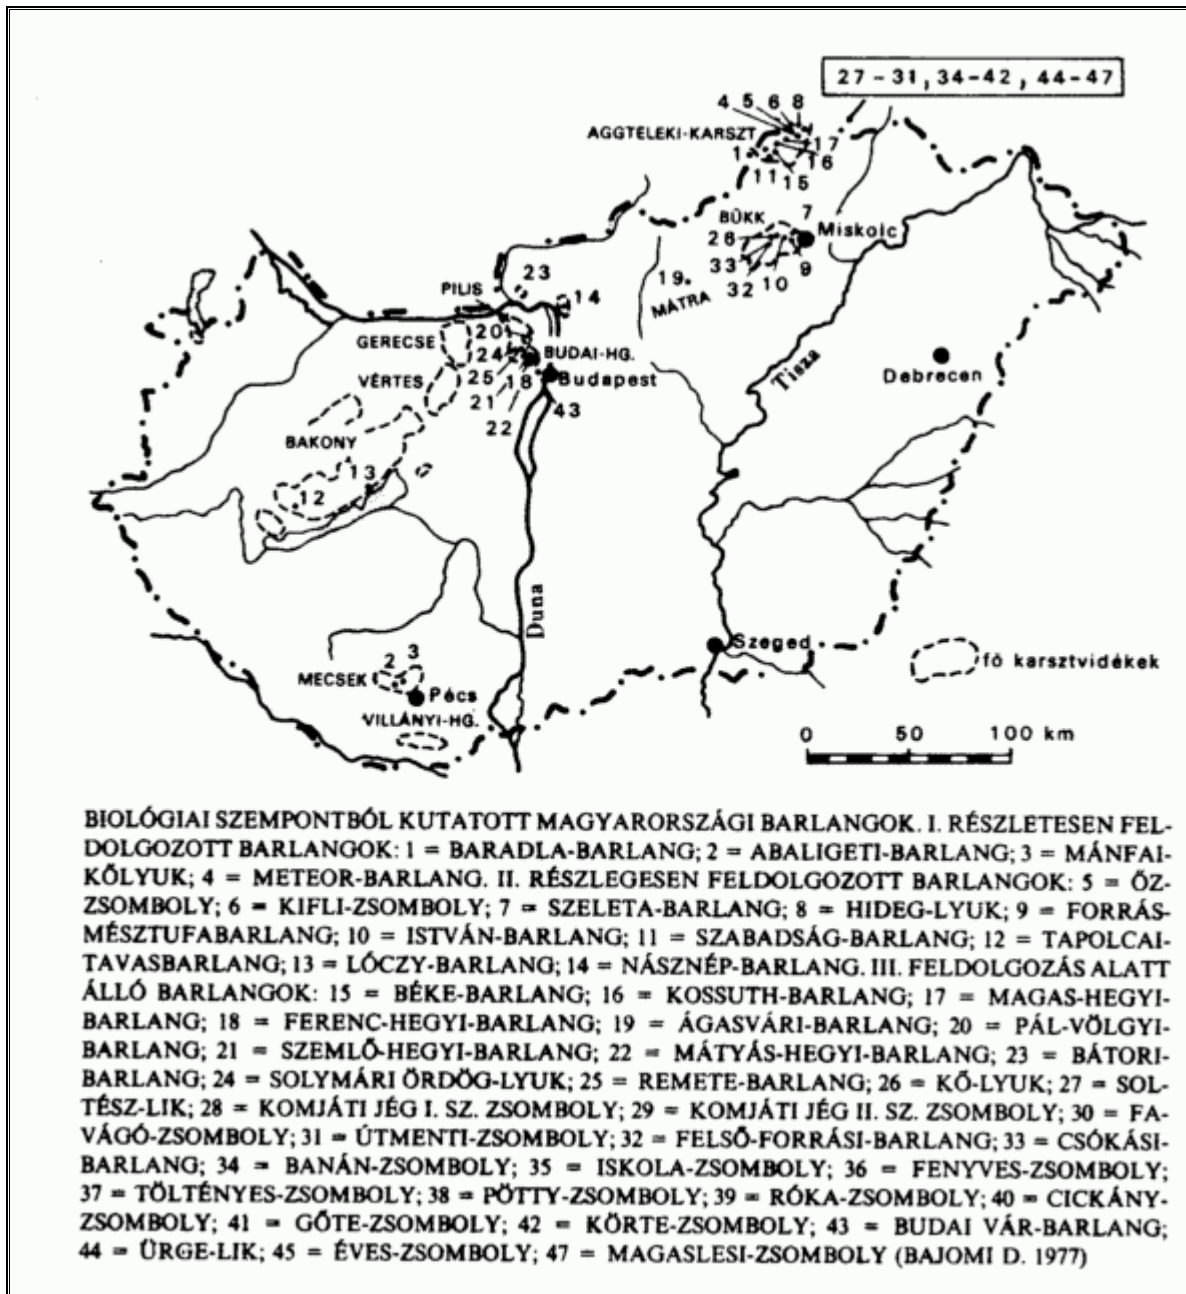 27-31, 34-42, 44-47
4 5 6 8
AGGTELEKI-KARSZT
17
1
16
11 15
7
BÜKK
Miskolc
26
33
9
32 10
19
MÁTRA
23
PILIS
14
20
GERECSE
24
BUDAI-HG.
25
18
Budapest
VÉRTES
21
43
22
Tisza
Debrecen
BAKONY
13
12
Duna
Szeged
fő karsztvidékek
2 3
MECSEK
Pécs
VILLÁNYI-HG.
0 50 100 km
BIOLÓGIAI SZEMPONTBÓL KUTATOTT MAGYARORSZÁGI BARLANGOK. I. RÉSZLETESEN FEL-
DOLGOZOTT BARLANGOK: 1 = BARADLA-BARLANG; 2 = ABALIGETI-BARLANG; 3 = MÁNFAI-
KŐLYUK; 4 = METEOR-BARLANG. II. RÉSZLEGESEN FELDOLGOZOTT BARLANGOK: 5 = ŐZ-
ZSOMBOLY; 6 = KIFLI-ZSOMBOLY; 7 = SZELETA-BARLANG; 8 = HIDEG-LYUK; 9 = FORRÁS-
MÉSZTUFABARLANG; 10 = ISTVÁN-BARLANG; 11 = SZABADSÁG-BARLANG; 12 = TAPOLCAI-
TAVASBARLANG; 13 = LÓCZY-BARLANG; 14 = NÁSZNÉP-BARLANG. III. FELDOLGOZÁS ALATT
ÁLLÓ BARLANGOK: 15 = BÉKE-BARLANG; 16 = KOSSUTH-BARLANG; 17 = MAGAS-HEGYI-
BARLANG; 18 = FERENC-HEGYI-BARLANG; 19 = ÁGASVÁRI-BARLANG; 20 = PÁL-VÖLGYI-
BARLANG; 21 = SZEMLŐ-HEGYI-BARLANG; 22 = MÁTYÁS-HEGYI-BARLANG; 23 = BÁTORI-
BARLANG; 24 = SOLYMÁRI ÖRDÖG-LYUK; 25 = REMETE-BARLANG; 26 = KŐ-LYUK; 27 = SOL-
TÉSZ-LIK; 28 = KOMJÁTI JÉG I. SZ. ZSOMBOLY; 29 = KOMJÁTI JÉG II. SZ. ZSOMBOLY; 30 = FA-
VÁGÓ-ZSOMBOLY; 31 = ÚTMENTI-ZSOMBOLY; 32 = FELSŐ-FORRÁSI-BARLANG; 33 = CSÓKÁSI-
BARLANG; 34 = BANÁN-ZSOMBOLY; 35 = ISKOLA-ZSOMBOLY; 36 = FENYVES-ZSOMBOLY;
37 = TÖLTÉNYES-ZSOMBOLY; 38 = PÖTTY-ZSOMBOLY; 39 = RÓKA-ZSOMBOLY; 40 = CICKÁNY-
ZSOMBOLY; 41 = GŐTE-ZSOMBOLY; 42 = KÖRTE-ZSOMBOLY; 43 = BUDAI VÁR-BARLANG;
44 = ÜRGE-LIK; 45 = ÉVES-ZSOMBOLY; 47 = MAGASLESI-ZSOMBOLY (BAJOMI D. 1977)